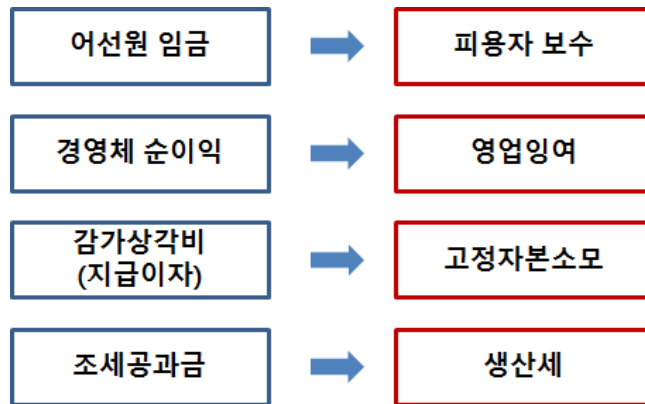 어선원 임금
피용자 보수
경영체 순이익
영업잉여
감가상각비
(지급이자)
고정자본소모
조세공과금
생산세